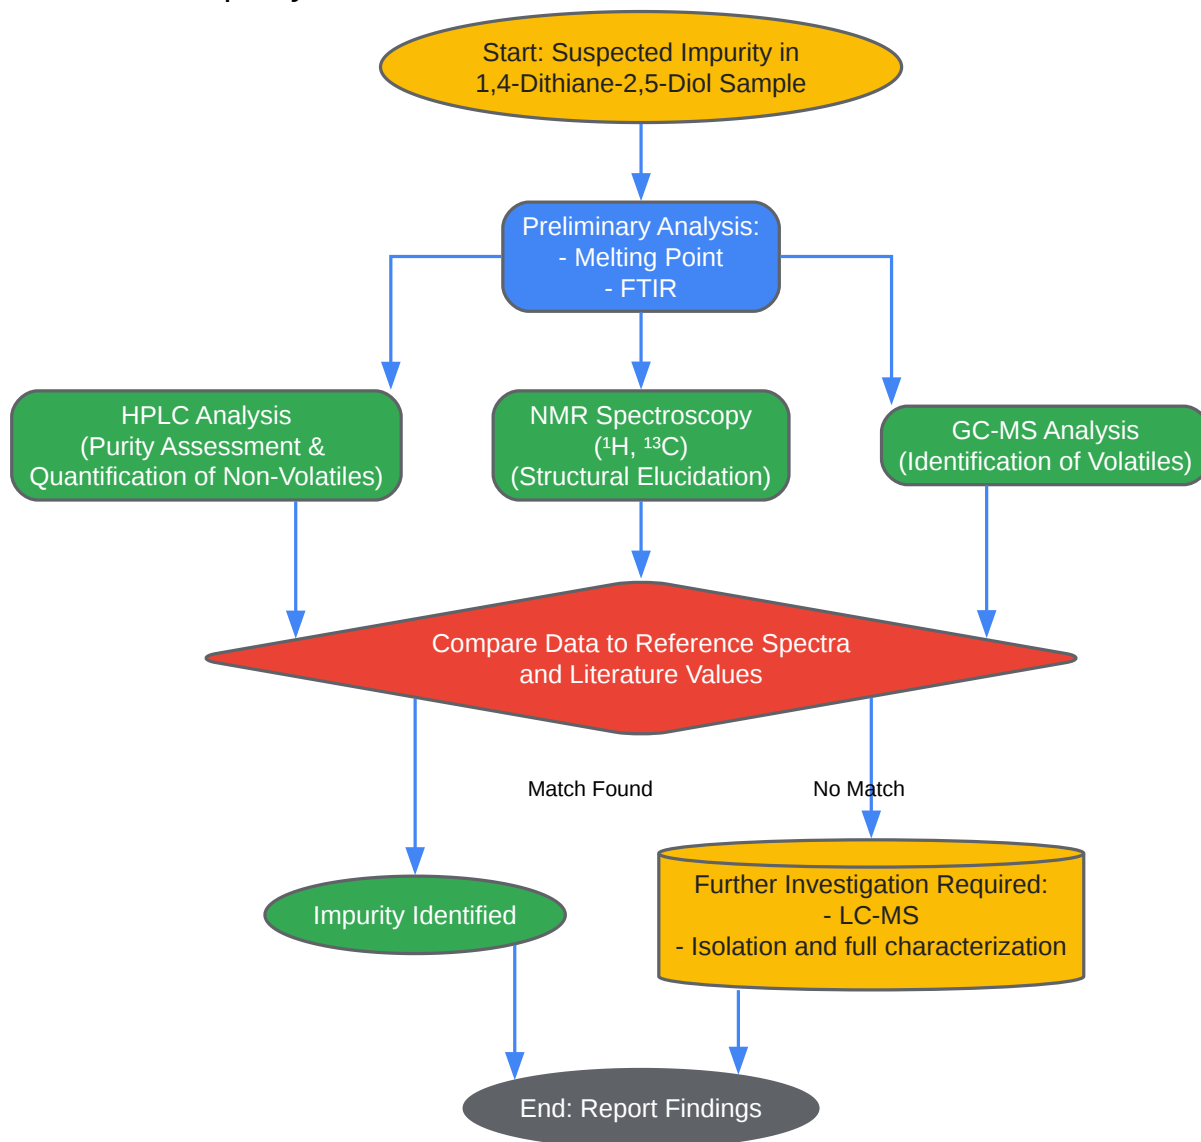 Start: Suspected Impurity in
1,4-Dithiane-2,5-Diol Sample
Preliminary Analysis:
- Melting Point
- FTIR
HPLC Analysis
(Purity Assessment &
Quantification of Non-Volatiles)
NMR Spectroscopy
(¹H, ¹³C)
(Structural Elucidation)
GC-MS Analysis
(Identification of Volatiles)
Compare Data to Reference Spectra
and Literature Values
Match Found
No Match
Impurity Identified
Further Investigation Required:
- LC-MS
- Isolation and full characterization
End: Report Findings